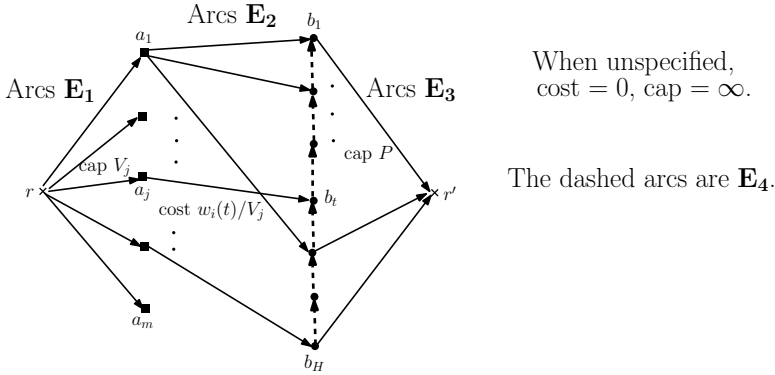 Arcs E₂
a₁
b₁
When unspecified,
cost = 0, cap = ∞.
Arcs E₁
Arcs E₃
cap P
cap Vⱼ
r
aⱼ
bₜ
r'
The dashed arcs are E₄.
cost wᵢ(t)/Vⱼ
aₘ
b_H